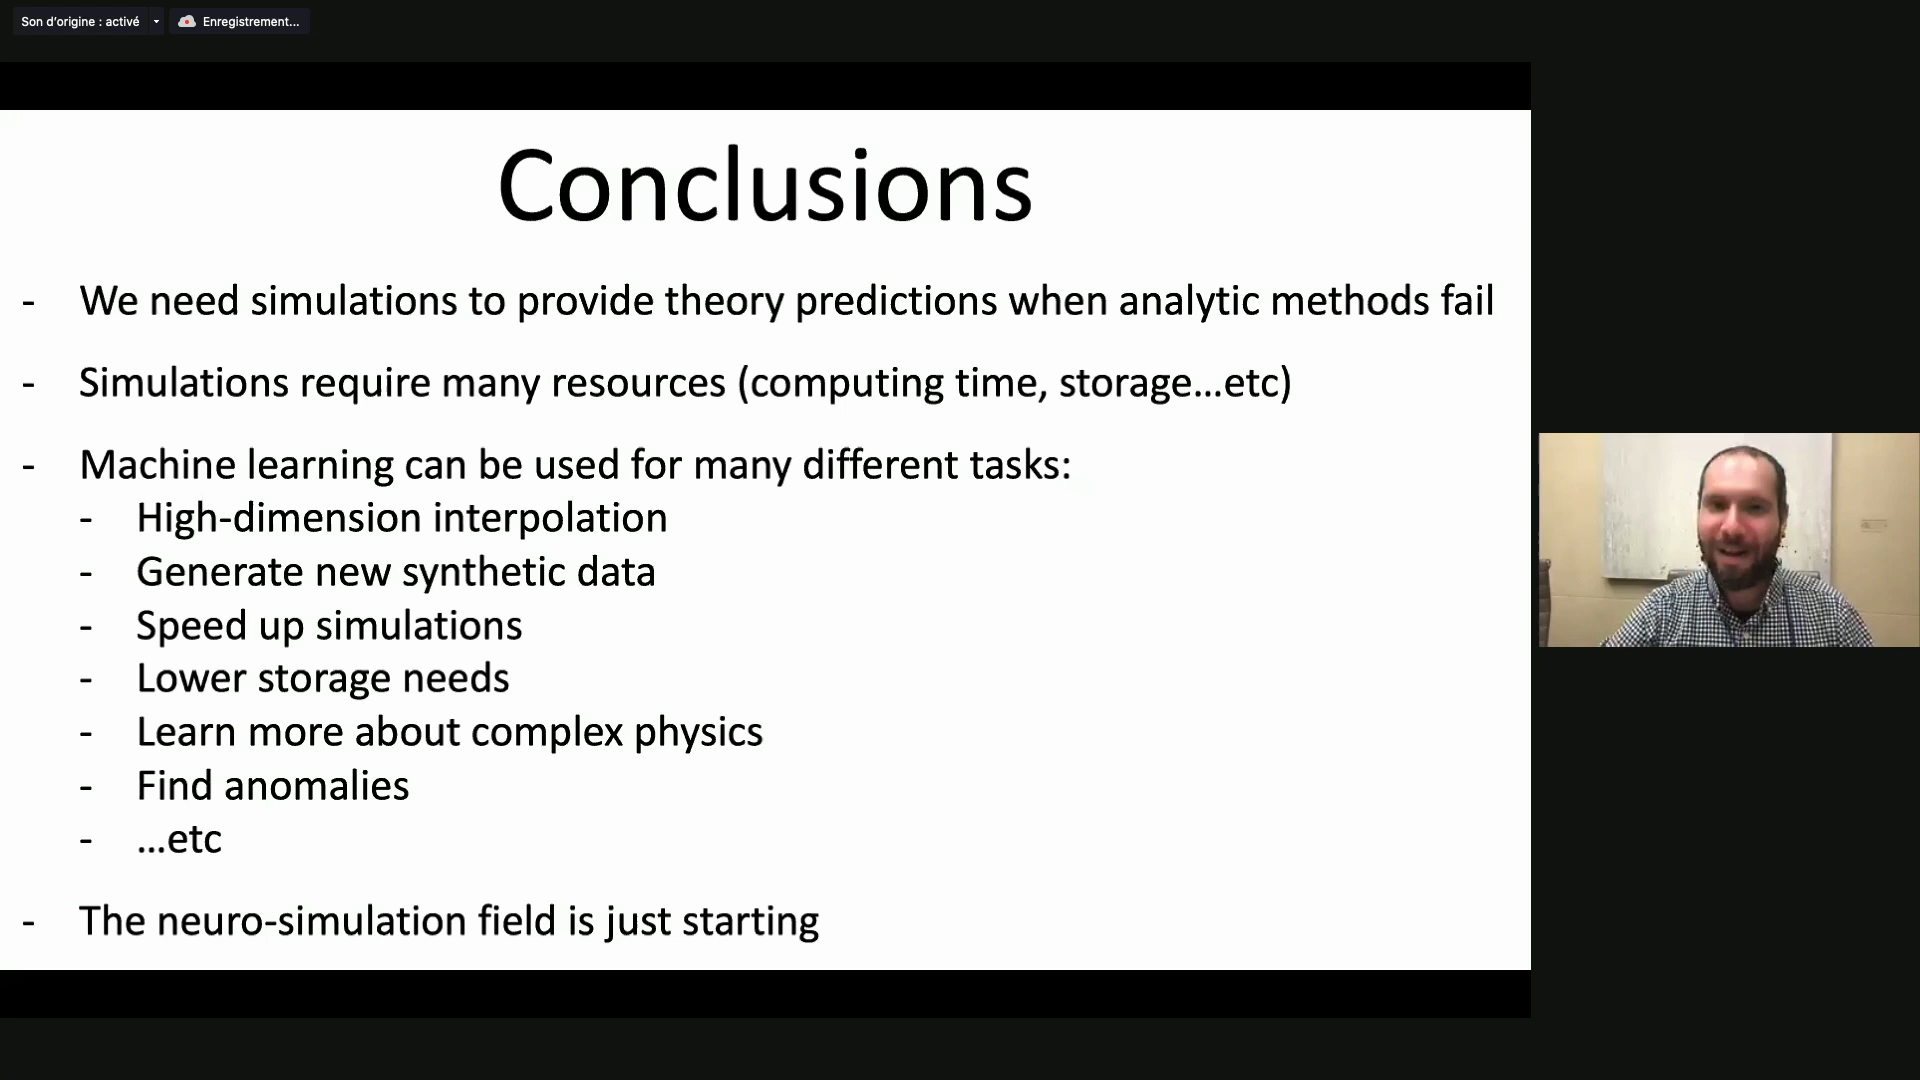 Son d'origine : activé
Enregistrement...
Conclusions
- We need simulations to provide theory predictions when analytic methods fail
- Simulations require many resources (computing time, storage...etc)
- Machine learning can be used for many different tasks:
- High-dimension interpolation
- Generate new synthetic data
- Speed up simulations
- Lower storage needs
- Learn more about complex physics
- Find anomalies
- ...etc
- The neuro-simulation field is just starting